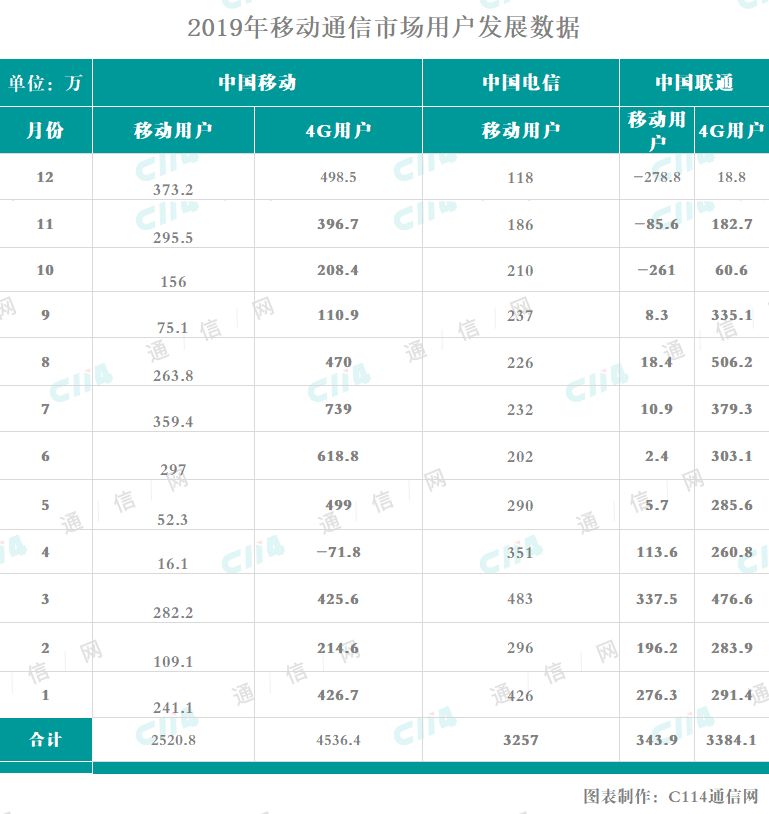 2019年移动通信市场用户发展数据
单位：万 中国移动 中国电信 中国联通
月份 移动用户 4G用户 移动用户 移动用户 4G用户
12 373.2 498.5 118 −278.8 18.8
11 295.5 396.7 186 −85.6 182.7
10 156 208.4 210 −261 60.6
9 75.1 110.9 237 8.3 335.1
8 263.8 470 226 18.4 506.2
7 359.4 739 232 10.9 379.3
6 297 618.8 202 2.4 303.1
5 52.3 499 290 5.7 285.6
4 16.1 −71.8 351 113.6 260.8
3 282.2 425.6 483 337.5 476.6
2 109.1 214.6 296 196.2 283.9
1 241.1 426.7 426 276.3 291.4
合计 2520.8 4536.4 3257 343.9 3384.1
图表制作：C114通信网